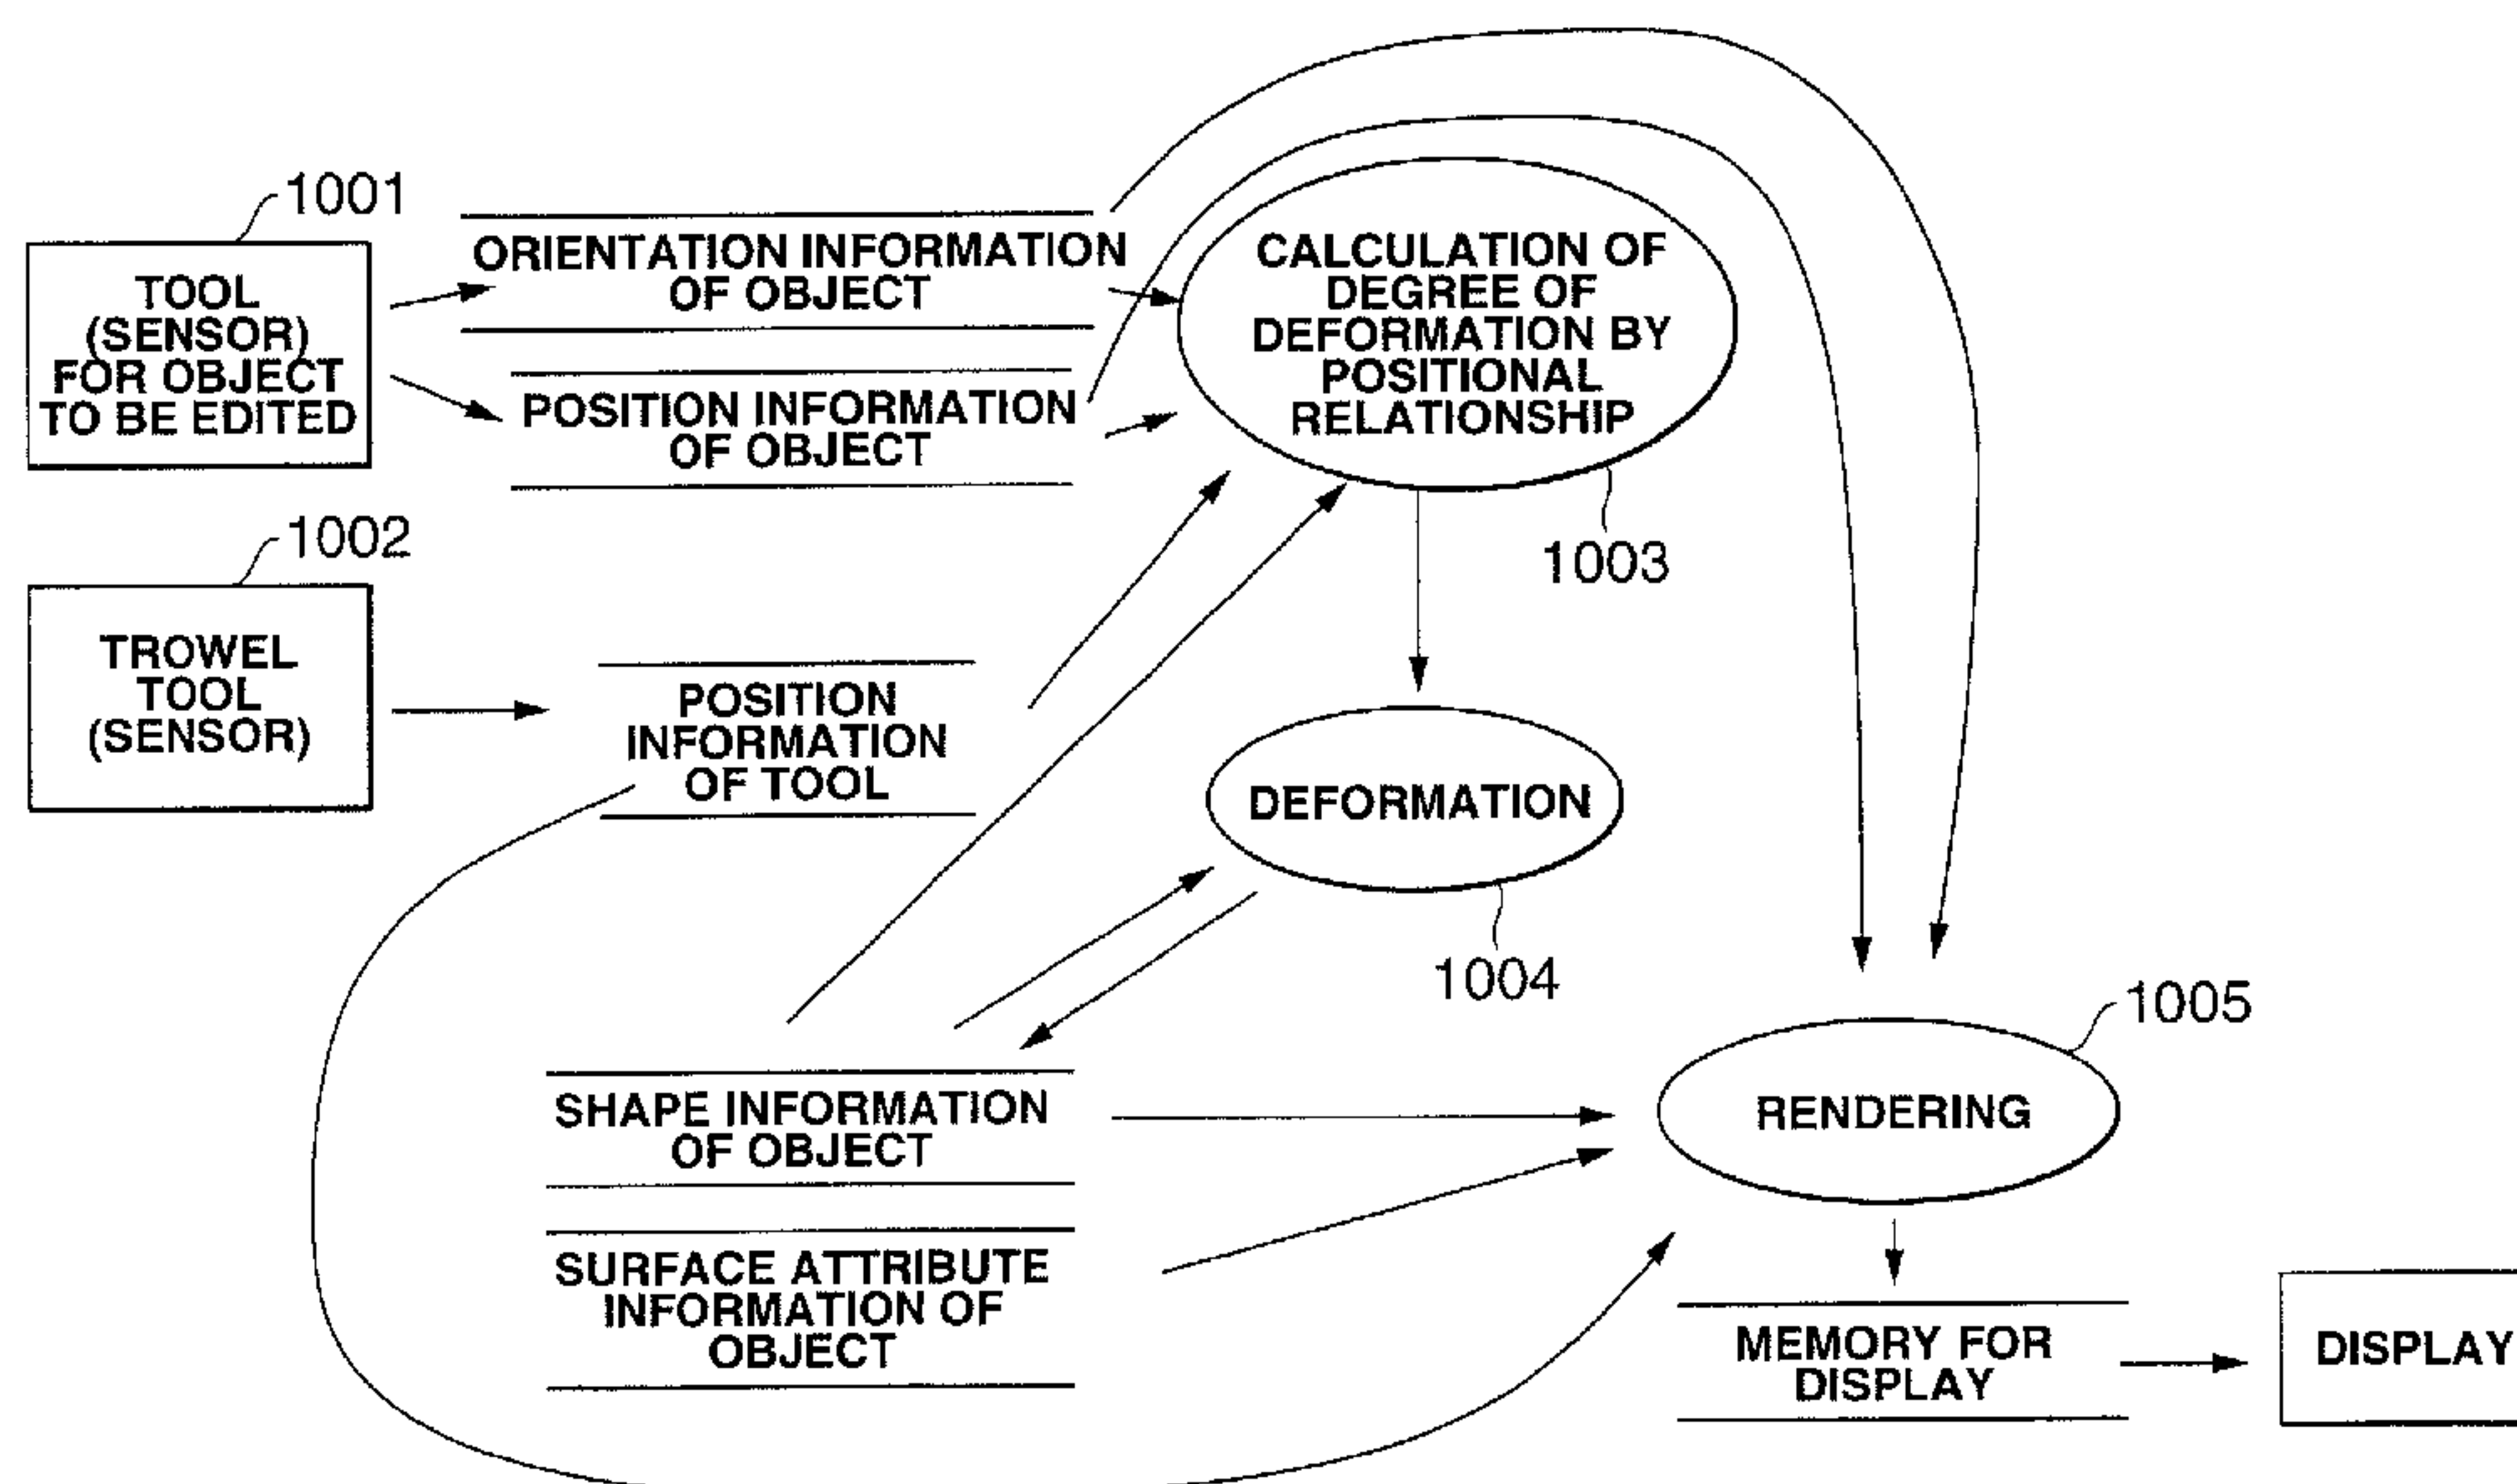 1001
TOOL
(SENSOR)
FOR OBJECT
TO BE EDITED
ORIENTATION INFORMATION
OF OBJECT
POSITION INFORMATION
OF OBJECT
CALCULATION OF
DEGREE OF
DEFORMATION BY
POSITIONAL
RELATIONSHIP
1003
1002
TROWEL
TOOL
(SENSOR)
POSITION
INFORMATION
OF TOOL
DEFORMATION
1004
SHAPE INFORMATION
OF OBJECT
SURFACE ATTRIBUTE
INFORMATION OF
OBJECT
1005
RENDERING
MEMORY FOR
DISPLAY
DISPLAY